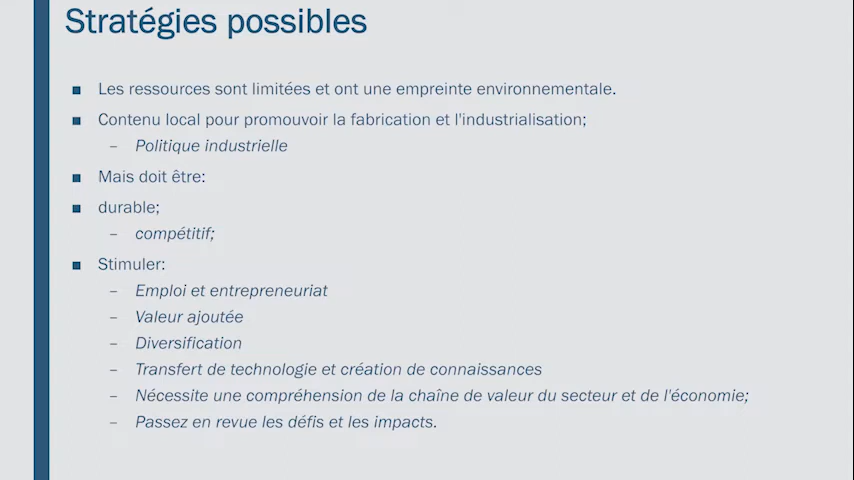 Stratégies possibles
■ Les ressources sont limitées et ont une empreinte environnementale.
■ Contenu local pour promouvoir la fabrication et l'industrialisation;
– Politique industrielle
■ Mais doit être:
■ durable;
– compétitif;
■ Stimuler:
– Emploi et entrepreneuriat
– Valeur ajoutée
– Diversification
– Transfert de technologie et création de connaissances
– Nécessite une compréhension de la chaîne de valeur du secteur et de l'économie;
– Passez en revue les défis et les impacts.